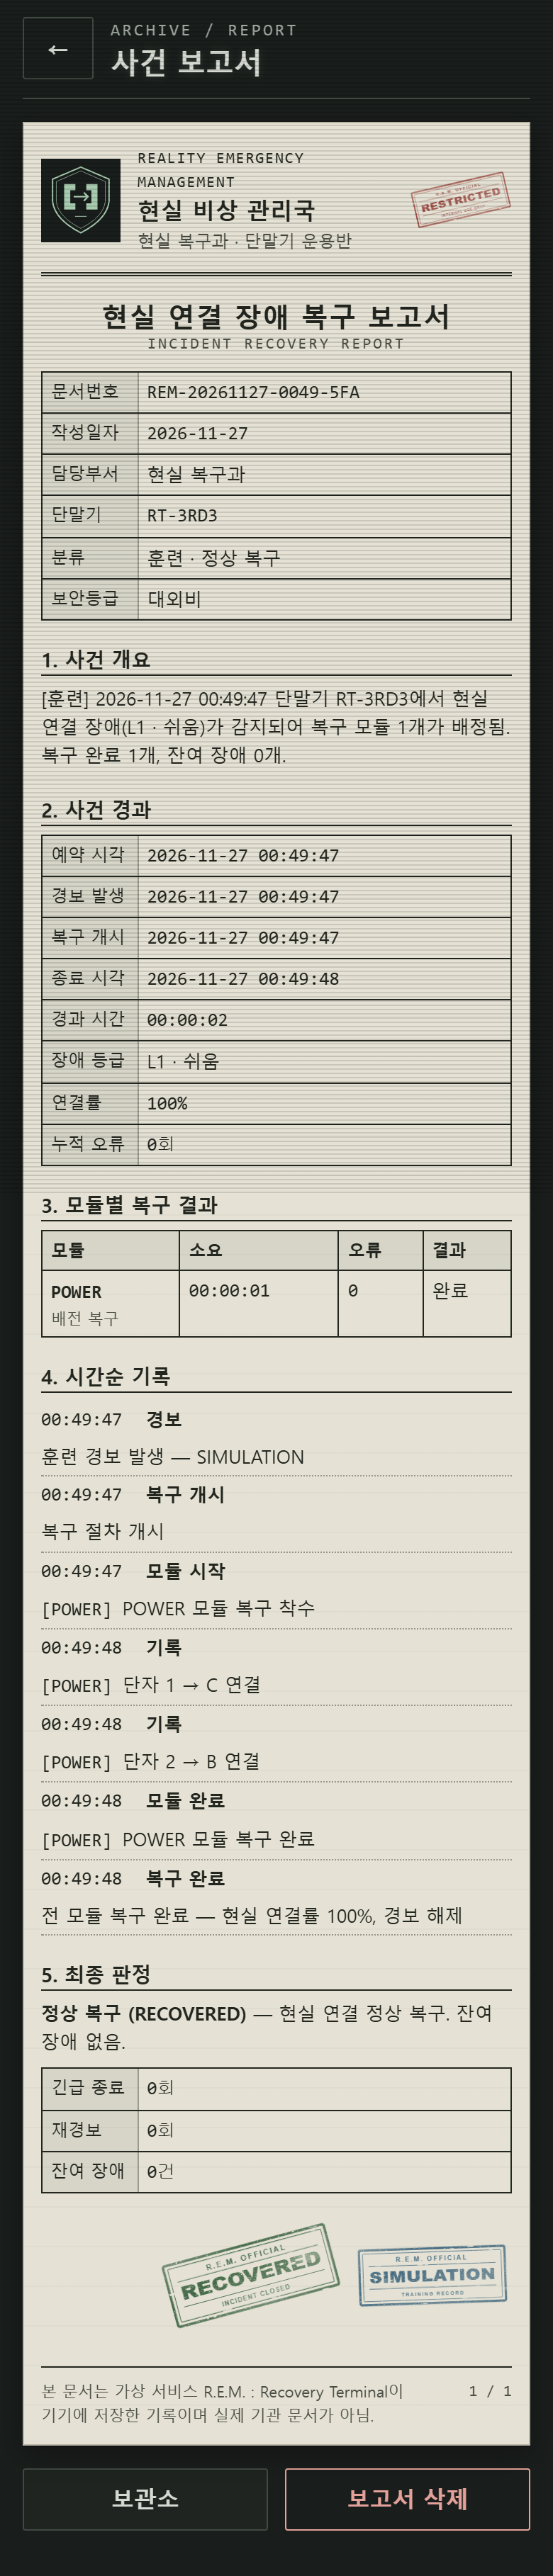 ←
ARCHIVE / REPORT
사건 보고서
REALITY EMERGENCY
MANAGEMENT
현실 비상 관리국
현실 복구과 · 단말기 운용반
R.E.M. OFFICIAL
RESTRICTED
현실 연결 장애 복구 보고서
INCIDENT RECOVERY REPORT
문서번호 REM-20261127-0049-5FA
작성일자 2026-11-27
담당부서 현실 복구과
단말기 RT-3RD3
분류 훈련 · 정상 복구
보안등급 대외비
1. 사건 개요
[훈련] 2026-11-27 00:49:47 단말기 RT-3RD3에서 현실
연결 장애(L1 · 쉬움)가 감지되어 복구 모듈 1개가 배정됨.
복구 완료 1개, 잔여 장애 0개.
2. 사건 경과
예약 시각 2026-11-27 00:49:47
경보 발생 2026-11-27 00:49:47
복구 개시 2026-11-27 00:49:47
종료 시각 2026-11-27 00:49:48
경과 시간 00:00:02
장애 등급 L1 · 쉬움
연결률 100%
누적 오류 0회
3. 모듈별 복구 결과
모듈 소요 오류 결과
POWER 00:00:01 0 완료
배전 복구
4. 시간순 기록
00:49:47 경보
훈련 경보 발생 — SIMULATION
00:49:47 복구 개시
복구 절차 개시
00:49:47 모듈 시작
[POWER] POWER 모듈 복구 착수
00:49:48 기록
[POWER] 단자 1 → C 연결
00:49:48 기록
[POWER] 단자 2 → B 연결
00:49:48 모듈 완료
[POWER] POWER 모듈 복구 완료
00:49:48 복구 완료
전 모듈 복구 완료 — 현실 연결률 100%, 경보 해제
5. 최종 판정
정상 복구 (RECOVERED) — 현실 연결 정상 복구. 잔여
장애 없음.
긴급 종료 0회
재경보 0회
잔여 장애 0건
R.E.M. OFFICIAL
RECOVERED
INCIDENT CLOSED
R.E.M. OFFICIAL
SIMULATION
TRAINING RECORD
본 문서는 가상 서비스 R.E.M. : Recovery Terminal이
기기에 저장한 기록이며 실제 기관 문서가 아님.
1 / 1
보관소
보고서 삭제